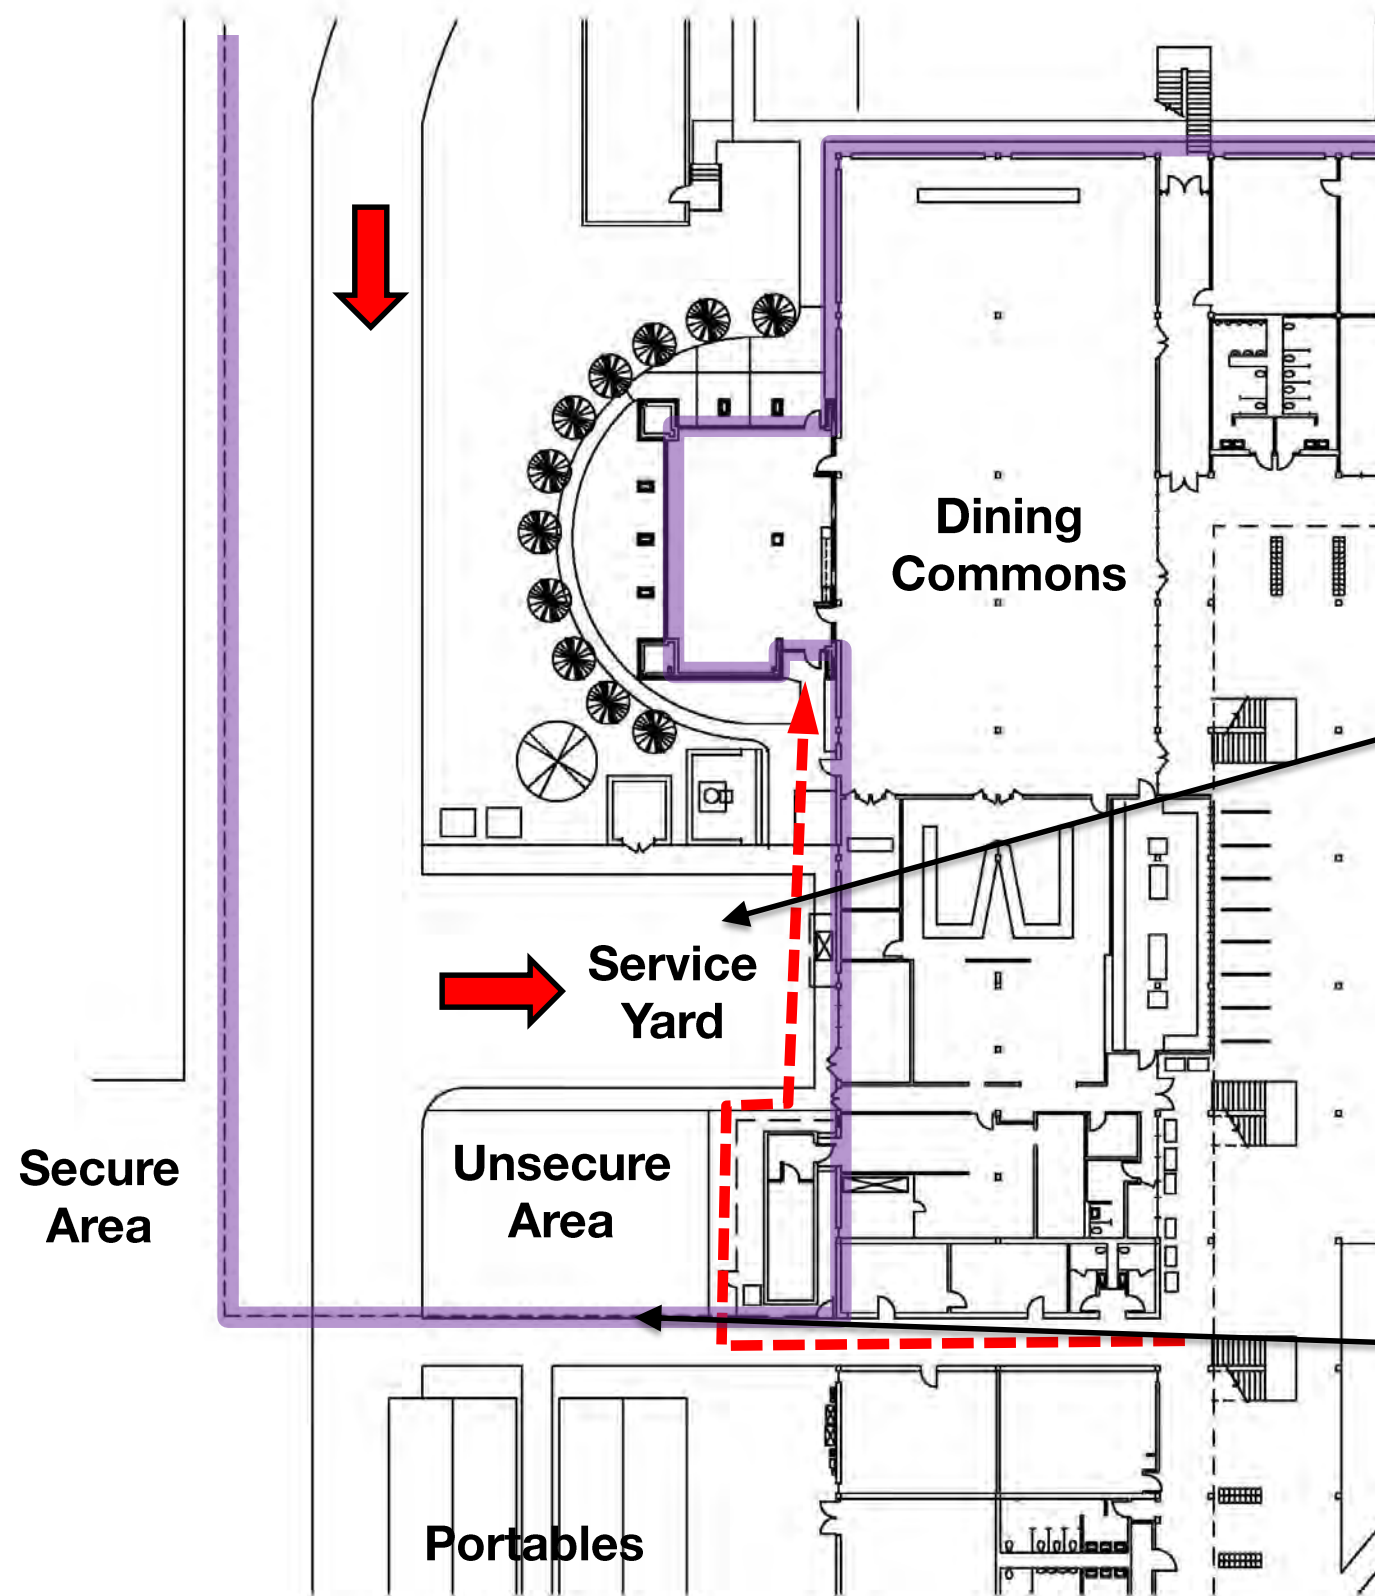 Dining
Commons
Service
Yard
Secure
Area
Unsecure
Area
Portables